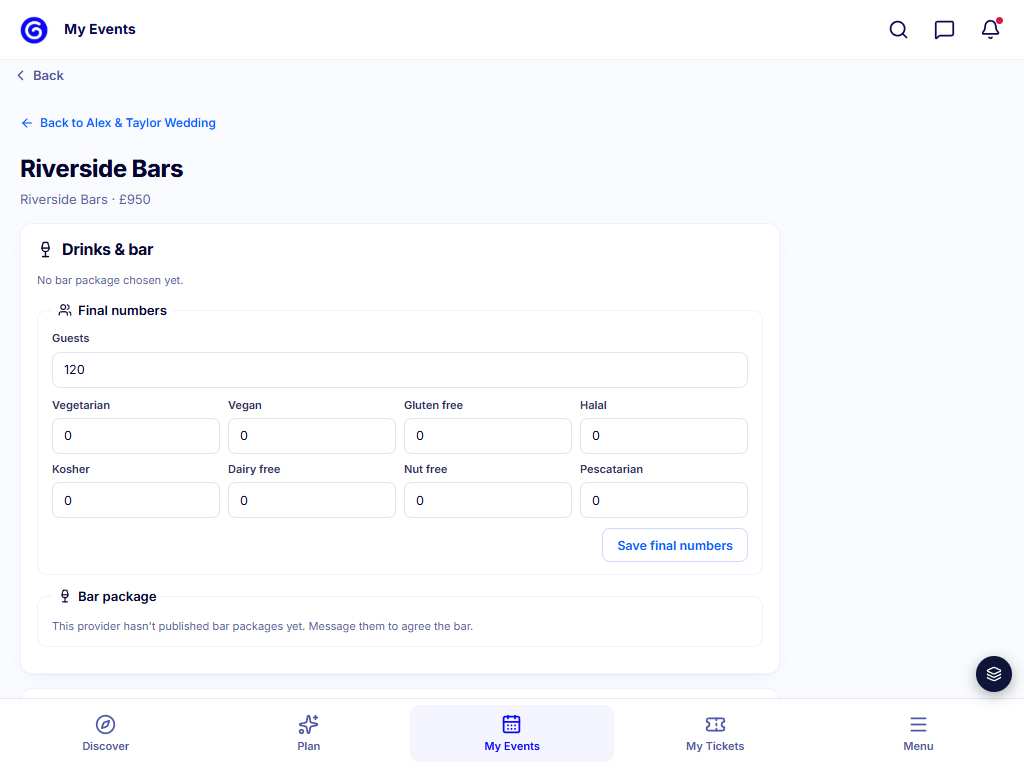 My Events
Back
Back to Alex & Taylor Wedding
Riverside Bars
Riverside Bars · £950
Drinks & bar
No bar package chosen yet.
Final numbers
Guests
120
Vegetarian Vegan Gluten free Halal
0 0 0 0
Kosher Dairy free Nut free Pescatarian
0 0 0 0
Save final numbers
Bar package
This provider hasn't published bar packages yet. Message them to agree the bar.
Discover Plan My Events My Tickets Menu